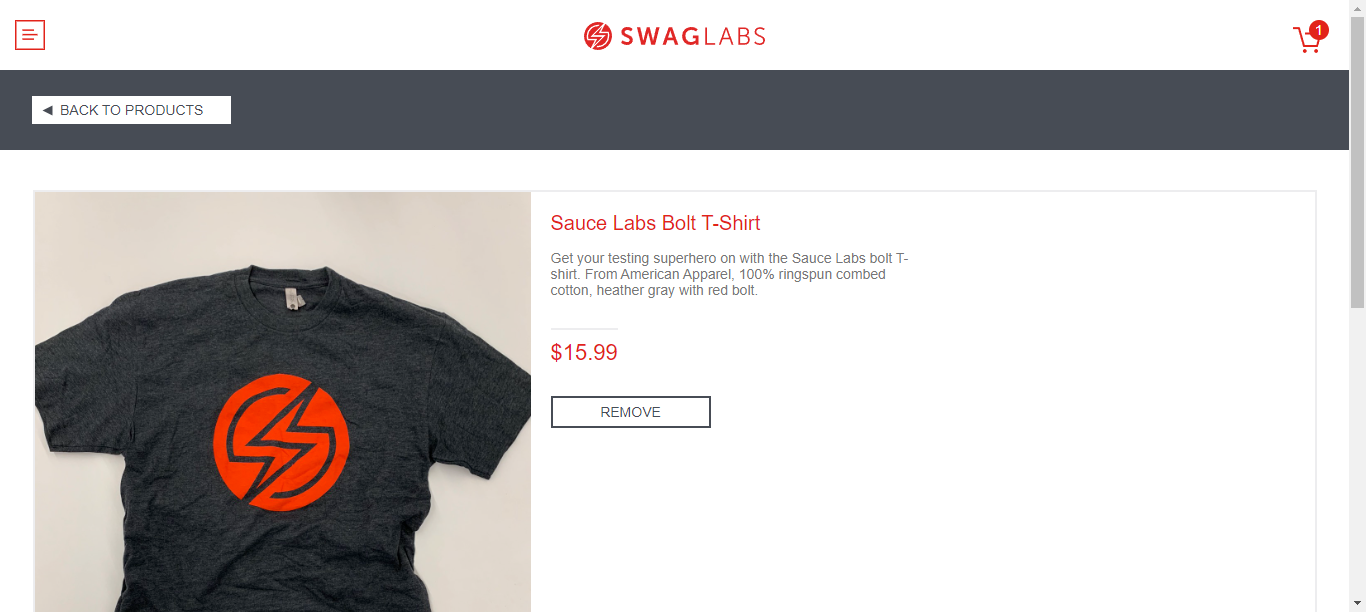 SWAGLABS
1
◄ BACK TO PRODUCTS
Sauce Labs Bolt T-Shirt
Get your testing superhero on with the Sauce Labs bolt T-
shirt. From American Apparel, 100% ringspun combed
cotton, heather gray with red bolt.
$15.99
REMOVE